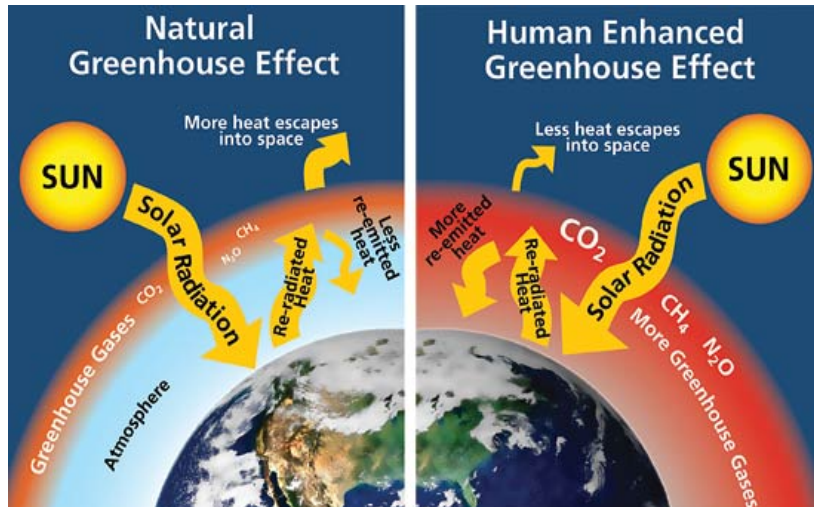 Natural
Greenhouse Effect
More heat escapes
into space
SUN
Solar Radiation
CH₄
N₂O
CO₂
Re-radiated
Heat
Less
re-emitted
heat
Greenhouse Gases
Atmosphere
Human Enhanced
Greenhouse Effect
Less heat escapes
into space
SUN
Solar Radiation
More
re-emitted
heat
Re-radiated
Heat
CO₂
CH₄ N₂O
More Greenhouse Gases